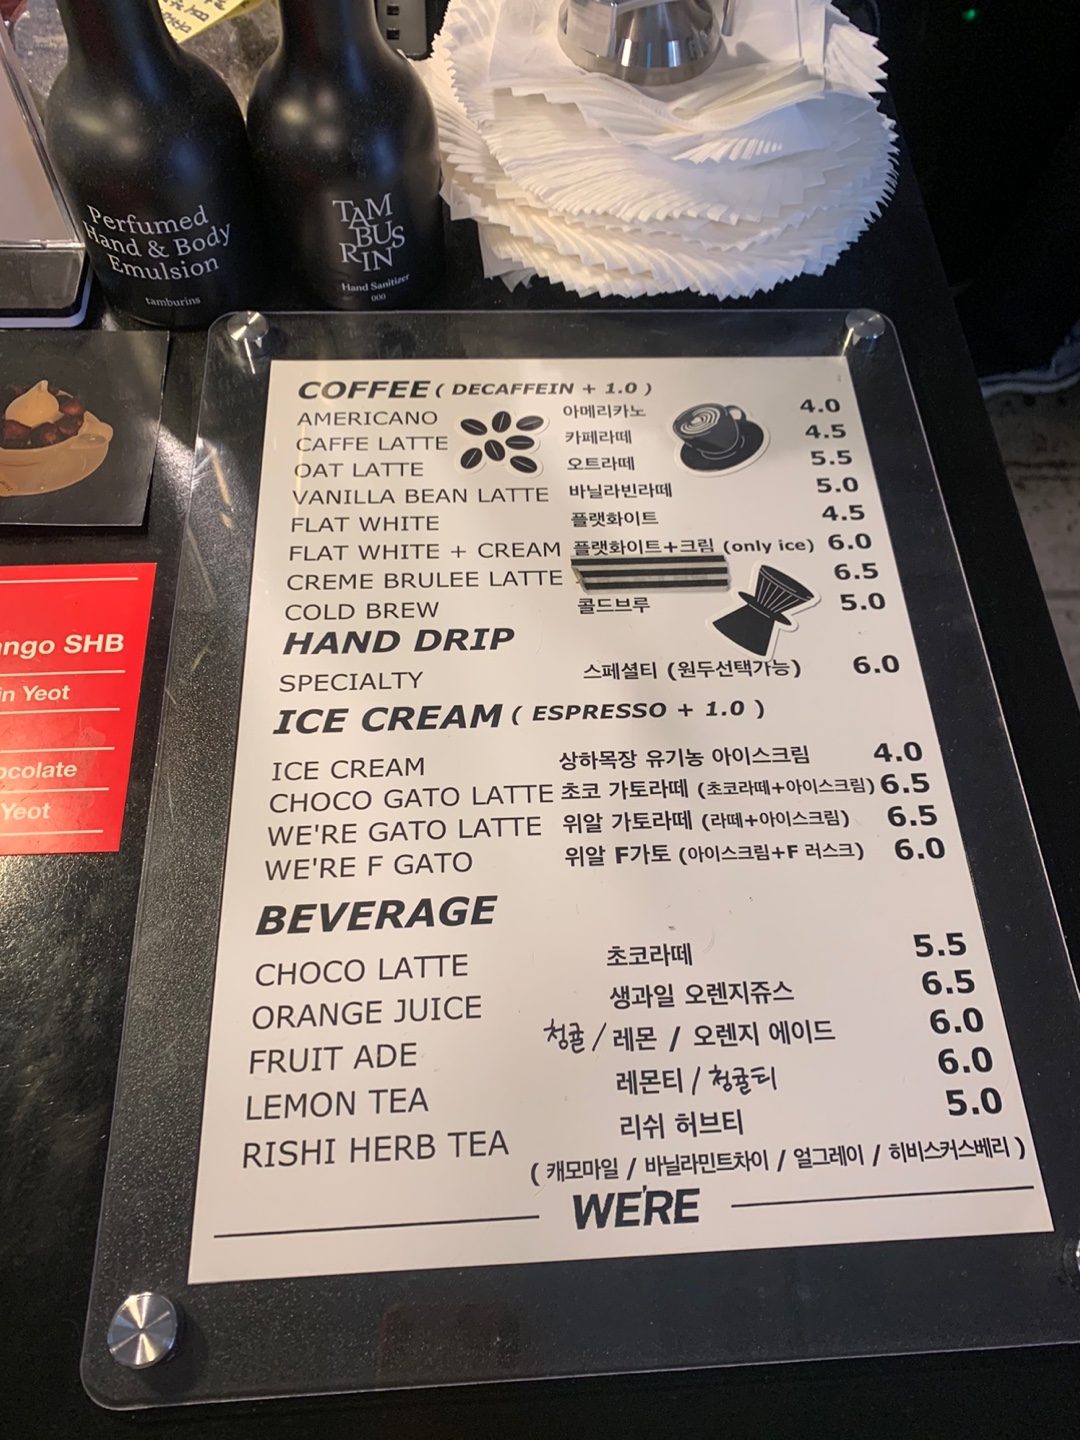 Perfumed
Hand & Body
Emulsion
tamburins
TAM
BUS
RIN
Hand Sanitizer
000
COFFEE ( DECAFFEIN + 1.0 )
AMERICANO 아메리카노 4.0
CAFFE LATTE 카페라떼 4.5
OAT LATTE 오트라떼 5.5
VANILLA BEAN LATTE 바닐라빈라떼 5.0
FLAT WHITE 플랫화이트 4.5
FLAT WHITE + CREAM 플랫화이트+크림 (only ice) 6.0
CREME BRULEE LATTE 6.5
COLD BREW 콜드브루 5.0
HAND DRIP
SPECIALTY 스페셜티 (원두선택가능) 6.0
ICE CREAM ( ESPRESSO + 1.0 )
ICE CREAM 상하목장 유기농 아이스크림 4.0
CHOCO GATO LATTE 초코 가토라떼 (초코라떼+아이스크림) 6.5
WE'RE GATO LATTE 위알 가토라떼 (라떼+아이스크림) 6.5
WE'RE F GATO 위알 F가토 (아이스크림+F 러스크) 6.0
BEVERAGE
CHOCO LATTE 초코라떼 5.5
ORANGE JUICE 생과일 오렌지쥬스 6.5
FRUIT ADE 청귤 / 레몬 / 오렌지 에이드 6.0
LEMON TEA 레몬티 / 청귤티 6.0
RISHI HERB TEA 리쉬 허브티 5.0
( 캐모마일 / 바닐라민트차이 / 얼그레이 / 히비스커스베리 )
WE'RE
ango SHB
in Yeot
ocolate
Yeot